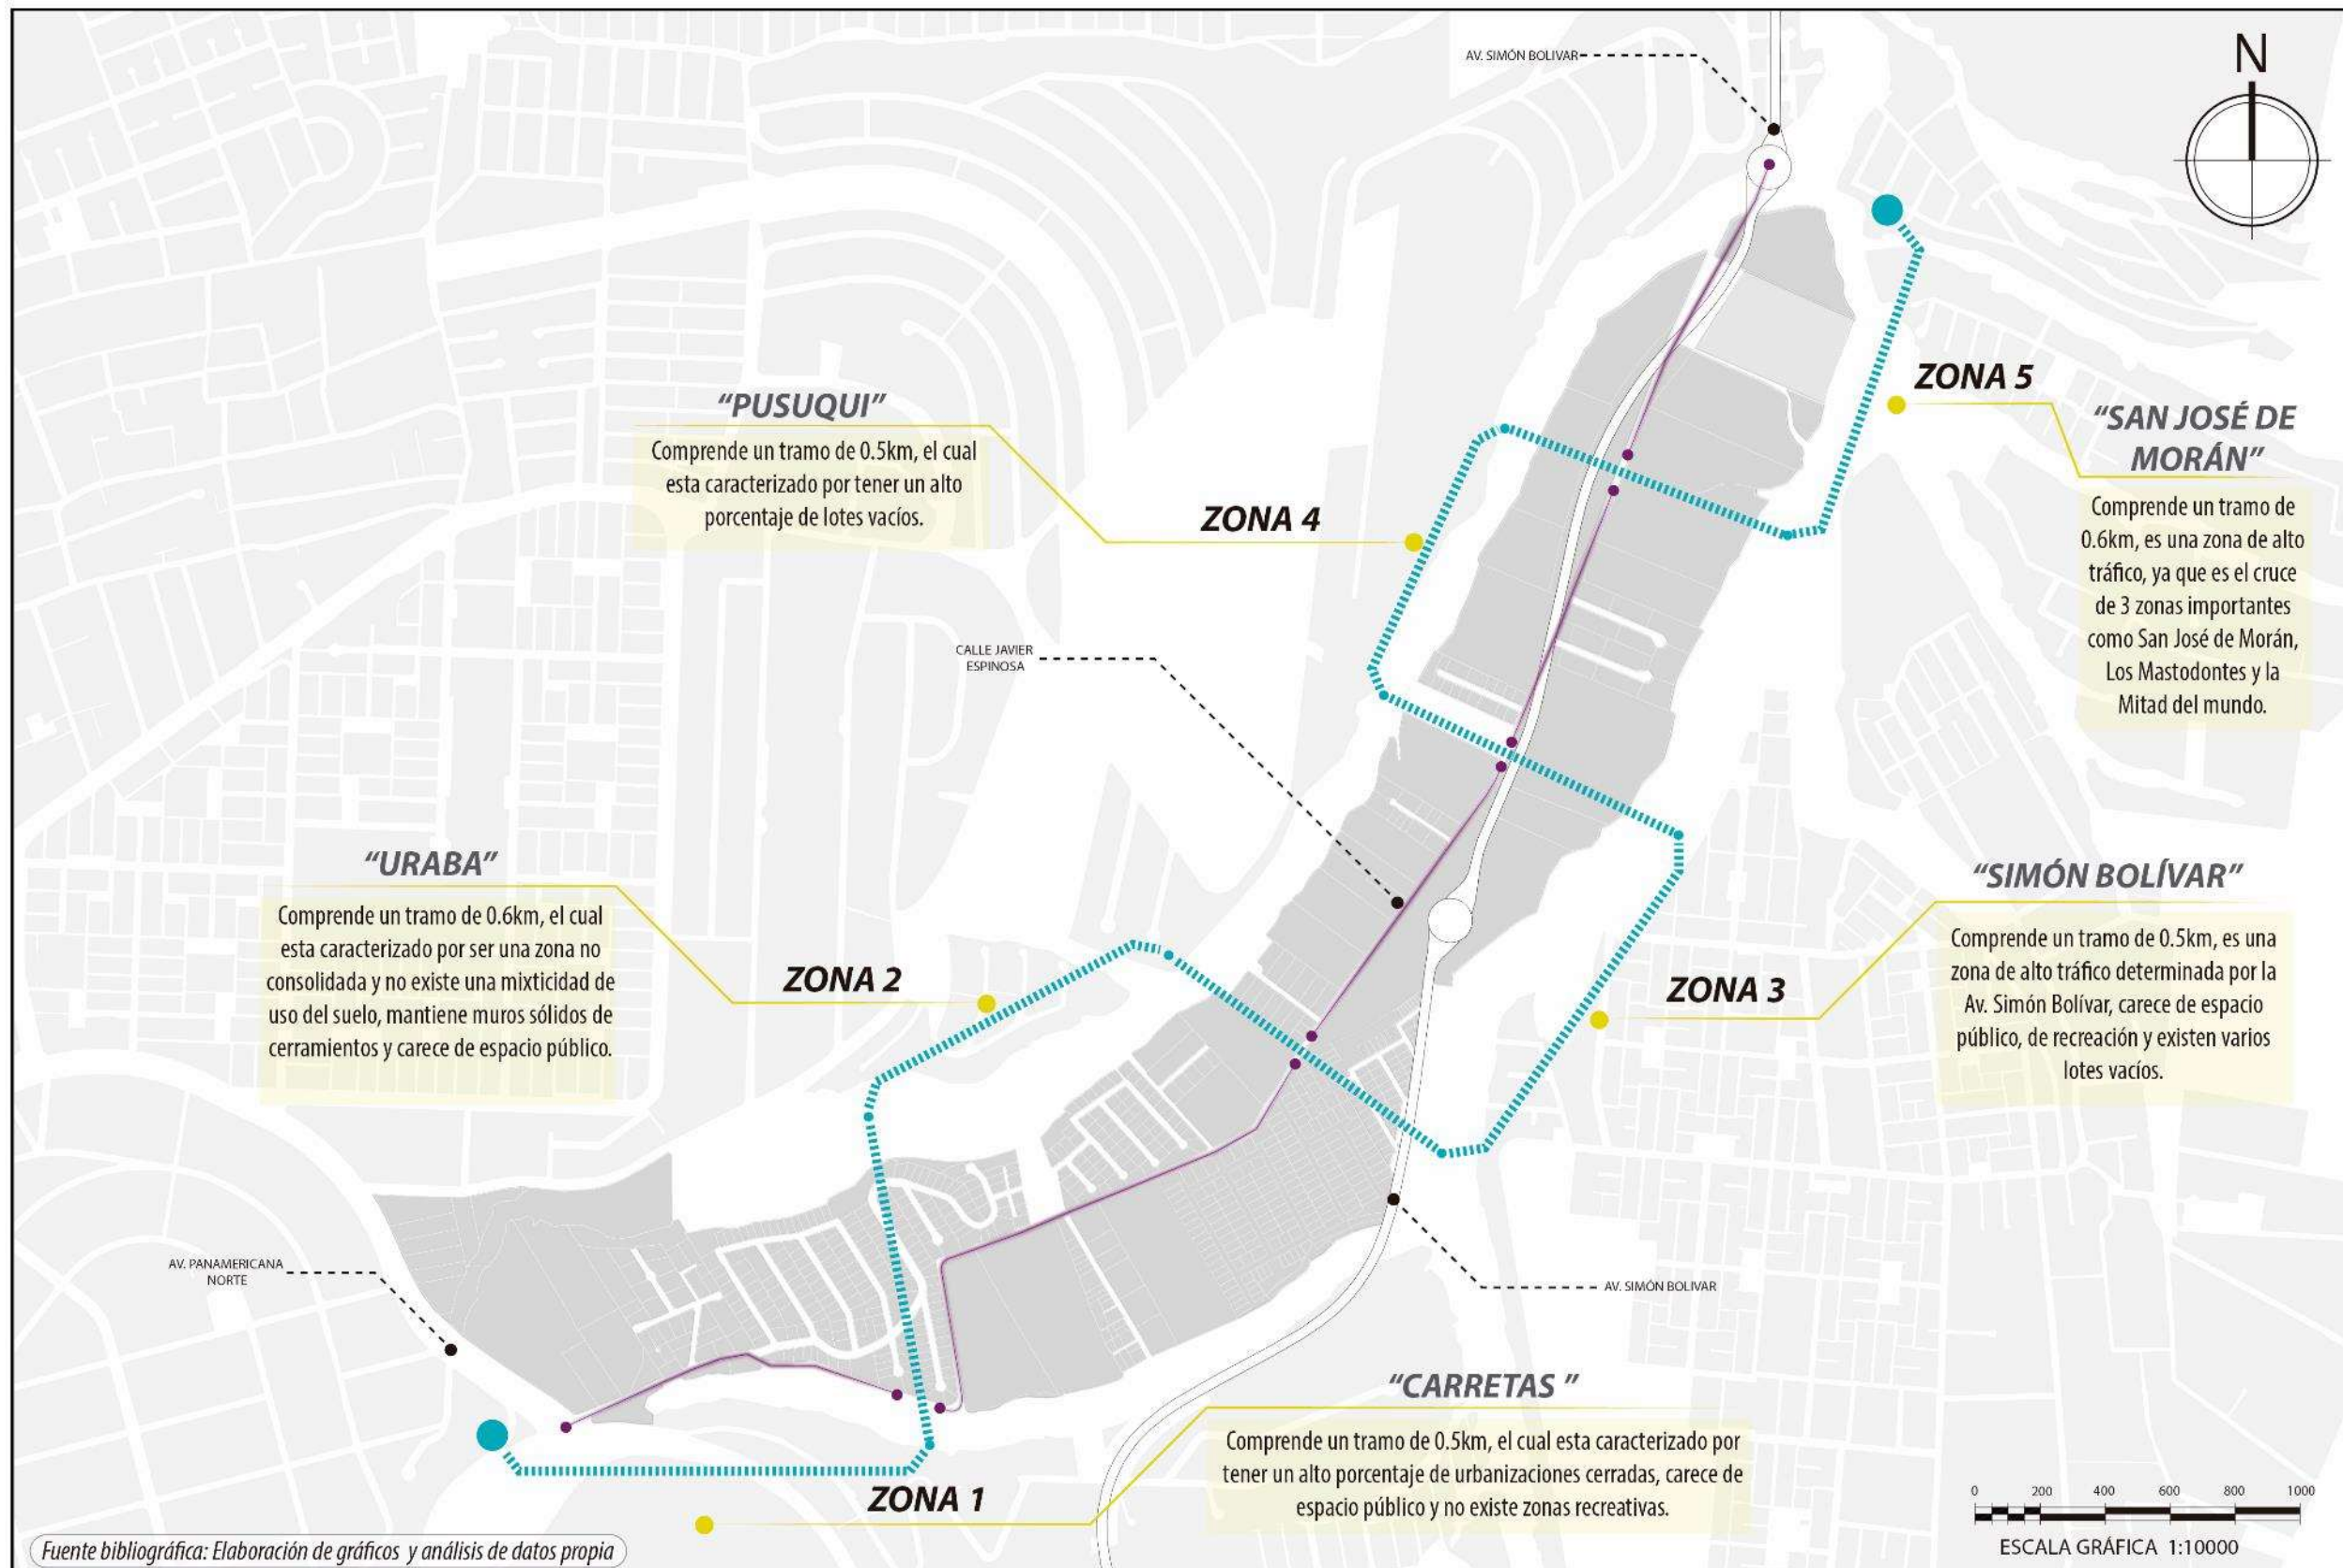 AV. SIMÓN BOLIVAR
N
ZONA 5
"SAN JOSÉ DE
MORÁN"
Comprende un tramo de
0.6km, es una zona de alto
tráfico, ya que es el cruce
de 3 zonas importantes
como San José de Morán,
Los Mastodontes y la
Mitad del mundo.
"PUSUQUI"
Comprende un tramo de 0.5km, el cual
esta caracterizado por tener un alto
porcentaje de lotes vacíos.
ZONA 4
CALLE JAVIER
ESPINOSA
"URABA"
Comprende un tramo de 0.6km, el cual
esta caracterizado por ser una zona no
consolidada y no existe una mixticidad de
uso del suelo, mantiene muros sólidos de
cerramientos y carece de espacio público.
ZONA 2
"SIMÓN BOLÍVAR"
Comprende un tramo de 0.5km, es una
zona de alto tráfico determinada por la
Av. Simón Bolívar, carece de espacio
público, de recreación y existen varios
lotes vacíos.
ZONA 3
AV. PANAMERICANA
NORTE
AV. SIMÓN BOLIVAR
"CARRETAS "
Comprende un tramo de 0.5km, el cual esta caracterizado por
tener un alto porcentaje de urbanizaciones cerradas, carece de
espacio público y no existe zonas recreativas.
ZONA 1
0 200 400 600 800 1000
ESCALA GRÁFICA 1:10000
Fuente bibliográfica: Elaboración de gráficos y análisis de datos propia